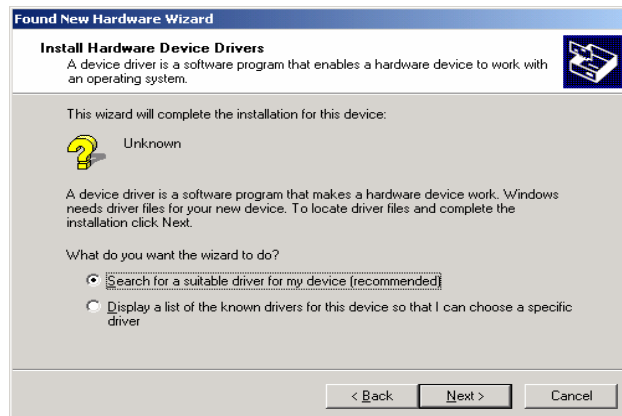 Found New Hardware Wizard
Install Hardware Device Drivers
A device driver is a software program that enables a hardware device to work with
an operating system.
This wizard will complete the installation for this device:
Unknown
A device driver is a software program that makes a hardware device work. Windows
needs driver files for your new device. To locate driver files and complete the
installation click Next.
What do you want the wizard to do?
Search for a suitable driver for my device (recommended)
Display a list of the known drivers for this device so that I can choose a specific
driver
< Back Next > Cancel